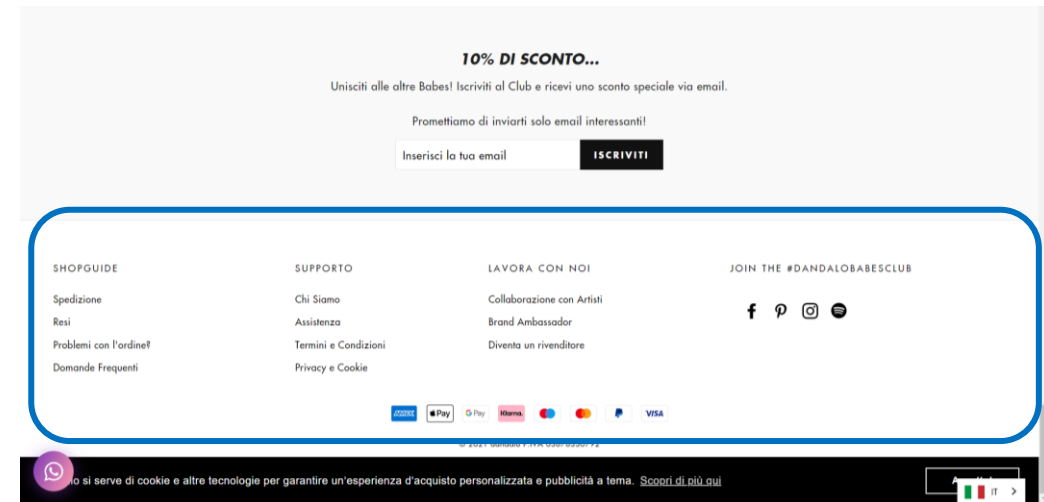 10% DI SCONTO...
Unisciti alle altre Babes! Iscriviti al Club e ricevi uno sconto speciale via email.
Promettiamo di inviarti solo email interessanti!
Inserisci la tua email
ISCRIVITI
SHOPGUIDE
Spedizione
Resi
Problemi con l'ordine?
Domande Frequenti
SUPPORTO
Chi Siamo
Assistenza
Termini e Condizioni
Privacy e Cookie
LAVORA CON NOI
Collaborazione con Artisti
Brand Ambassador
Diventa un rivenditore
JOIN THE #DANDALOBABESCLUB
Pay
G Pay
Klarna.
VISA
© 2021
si serve di cookie e altre tecnologie per garantire un'esperienza d'acquisto personalizzata e pubblicità a tema. Scopri di più qui
IT